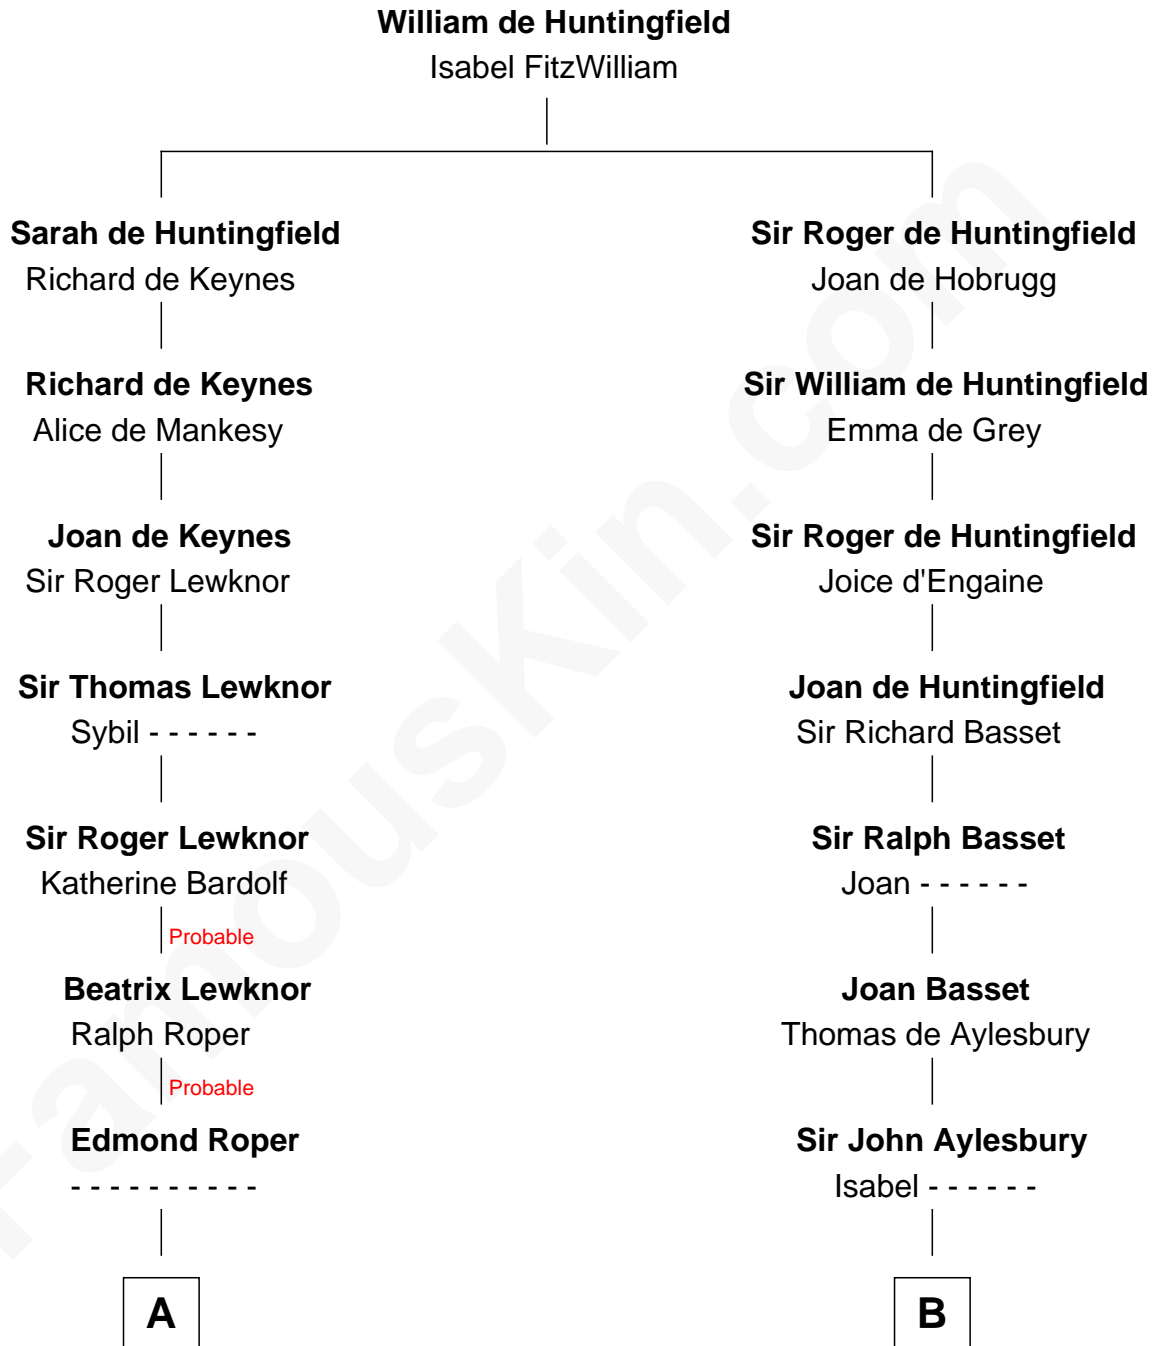 William de Huntingfield
Isabel FitzWilliam
Sarah de Huntingfield
Richard de Keynes
Sir Roger de Huntingfield
Joan de Hobrugg
Richard de Keynes
Alice de Mankesy
Sir William de Huntingfield
Emma de Grey
Joan de Keynes
Sir Roger Lewknor
Sir Roger de Huntingfield
Joice d'Engaine
Sir Thomas Lewknor
Sybil - - - - - -
Joan de Huntingfield
Sir Richard Basset
Sir Roger Lewknor
Katherine Bardolf
Sir Ralph Basset
Joan - - - - - -
Probable
Beatrix Lewknor
Ralph Roper
Joan Basset
Thomas de Aylesbury
Probable
Edmond Roper
- - - - - - - - - -
Sir John Aylesbury
Isabel - - - - - -
A
B
FamousKin.com